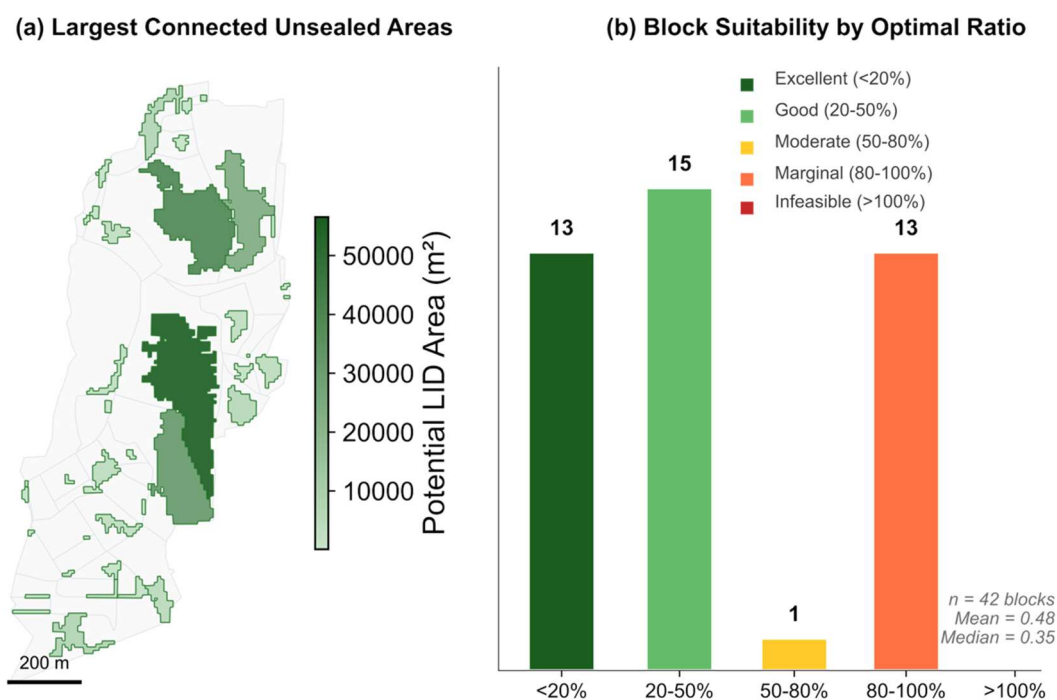 (a) Largest Connected Unsealed Areas
200 m
50000
40000
30000
20000
10000
Potential LID Area (m²)
(b) Block Suitability by Optimal Ratio
Excellent (<20%)
Good (20-50%)
Moderate (50-80%)
Marginal (80-100%)
Infeasible (>100%)
13
15
1
13
n = 42 blocks
Mean = 0.48
Median = 0.35
<20%
20-50%
50-80%
80-100%
>100%